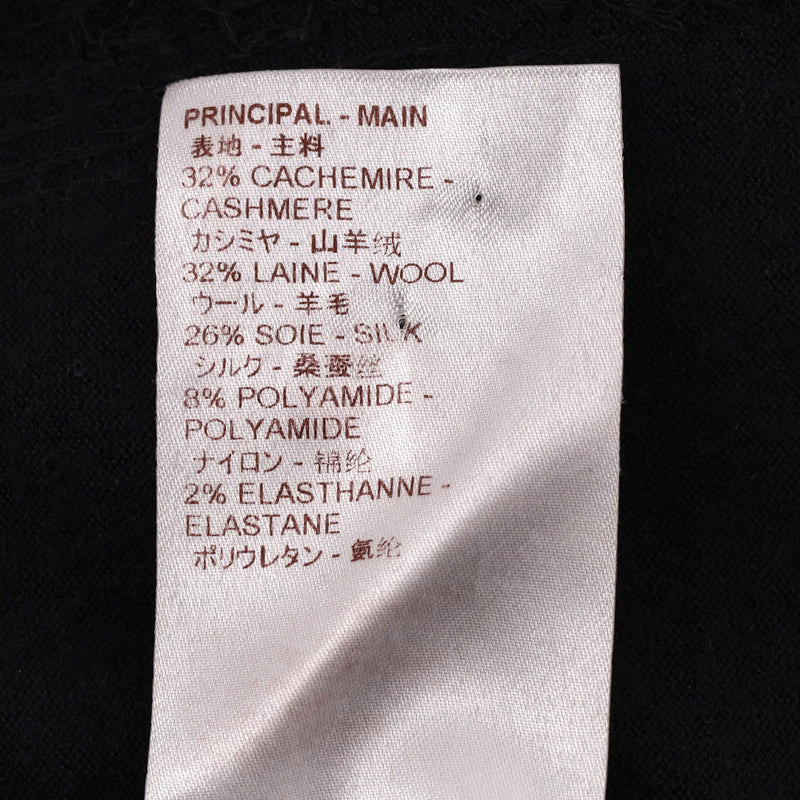 PRINCIPAL - MAIN
表地 - 主料
32% CACHEMIRE -
CASHMERE
カシミヤ - 山羊绒
32% LAINE - WOOL
ウール - 羊毛
26% SOIE - SILK
シルク - 桑蚕丝
8% POLYAMIDE -
POLYAMIDE
ナイロン - 锦纶
2% ELASTHANNE -
ELASTANE
ポリウレタン - 氨纶